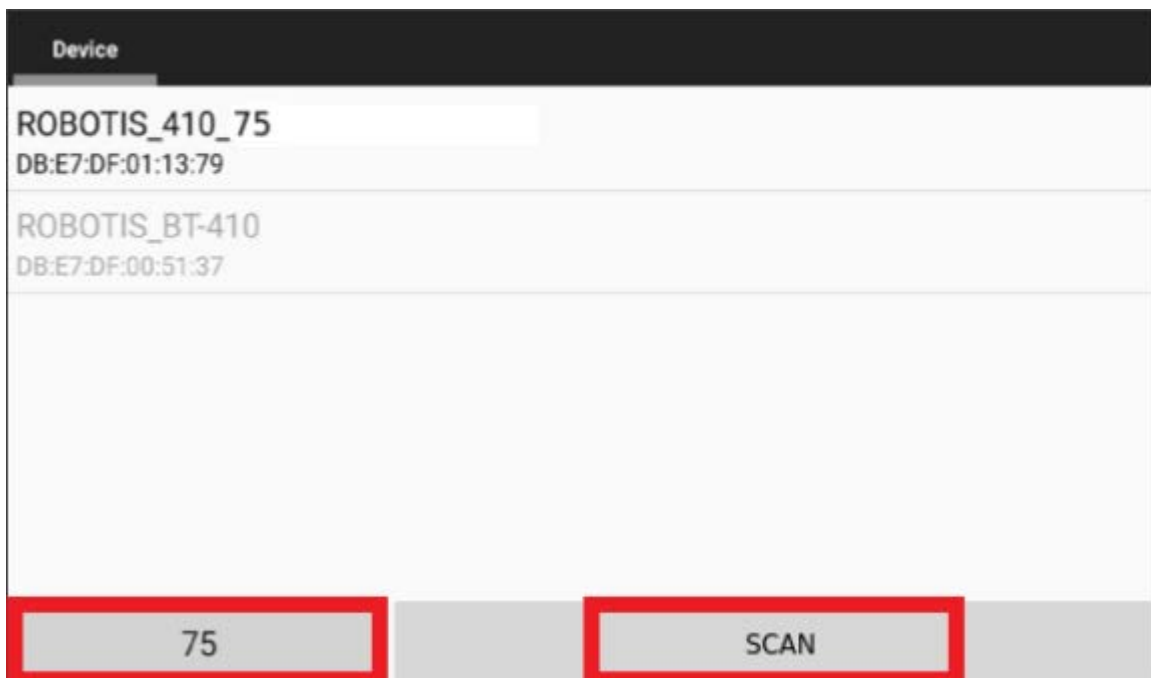 Device
ROBOTIS_410_75
DB:E7:DF:01:13:79
ROBOTIS_BT-410
DB:E7:DF:00:51:37
75
SCAN